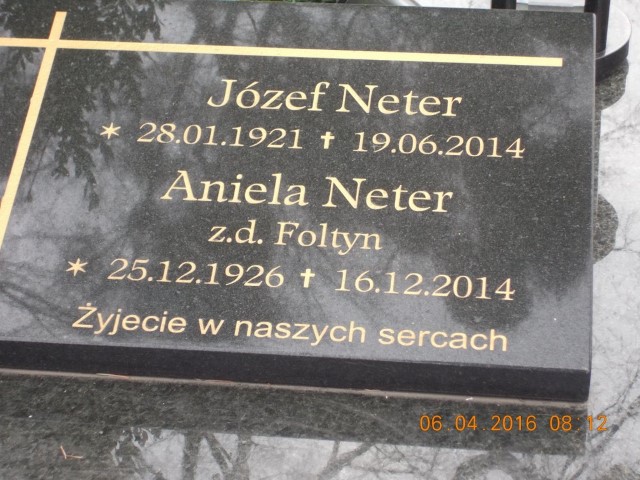 Józef Neter
* 28.01.1921 ✝ 19.06.2014
Aniela Neter
z.d. Foltyn
* 25.12.1926 ✝ 16.12.2014
Żyjecie w naszych sercach
06.04.2016 08:12